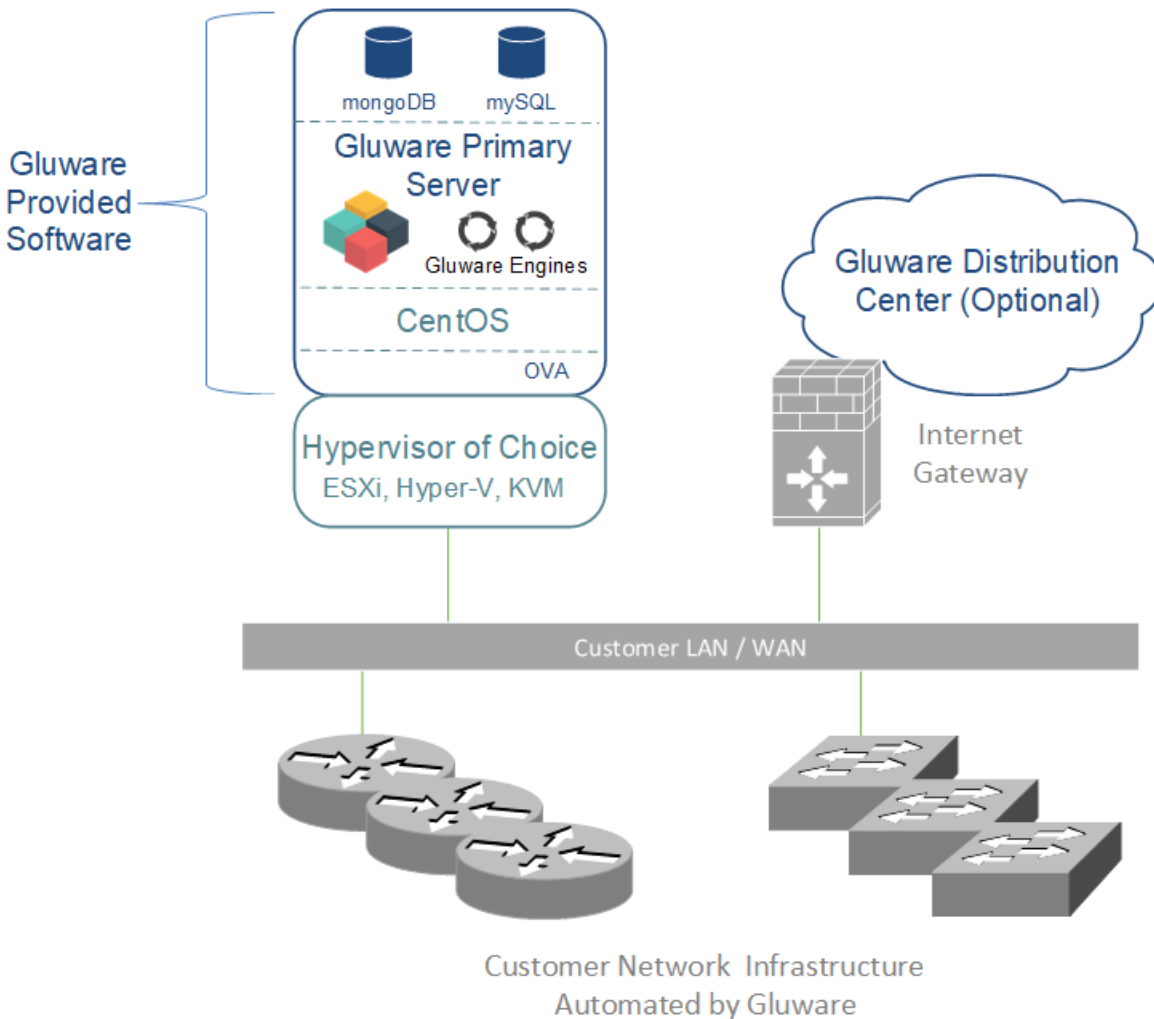 mongoDB mySQL
Gluware Primary
Server
Gluware Engines
CentOS
OVA
Gluware
Provided
Software
Hypervisor of Choice
ESXi, Hyper-V, KVM
Gluware Distribution
Center (Optional)
Internet
Gateway
Customer LAN / WAN
Customer Network Infrastructure
Automated by Gluware